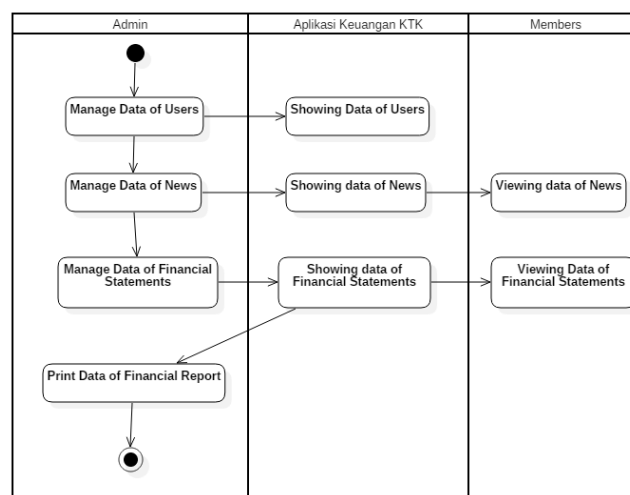 Admin
Aplikasi Keuangan KTK
Members
Manage Data of Users
Showing Data of Users
Manage Data of News
Showing data of News
Viewing data of News
Manage Data of Financial
Statements
Showing data of
Financial Statements
Viewing Data of
Financial Statements
Print Data of Financial Report